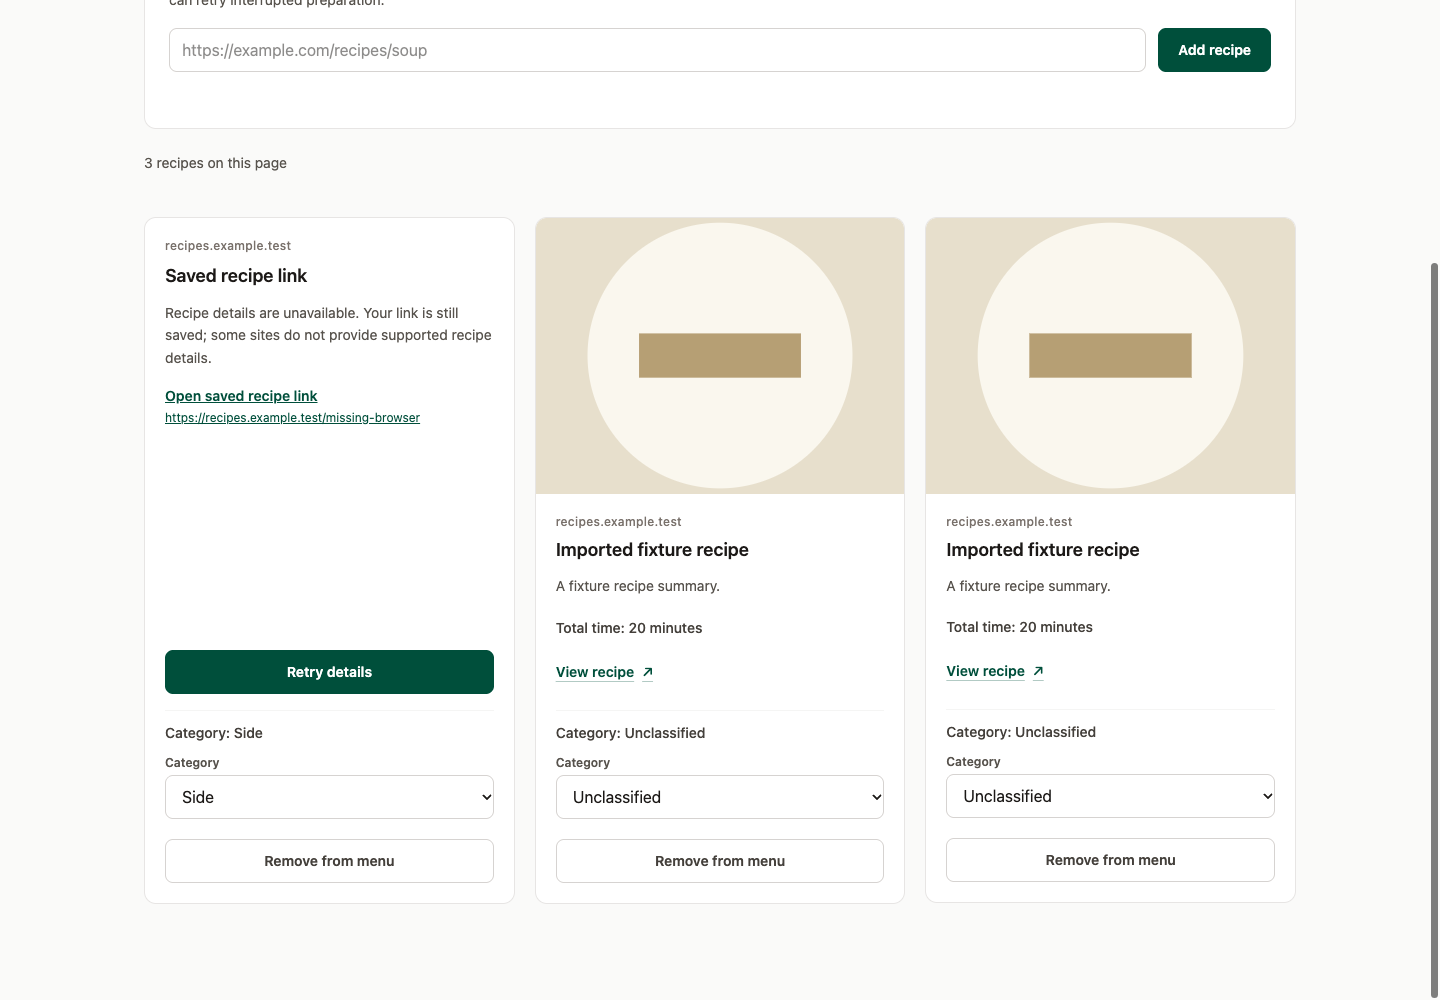 can retry interrupted preparation.
https://example.com/recipes/soup
Add recipe
3 recipes on this page
recipes.example.test
Saved recipe link
Recipe details are unavailable. Your link is still
saved; some sites do not provide supported recipe
details.
Open saved recipe link
https://recipes.example.test/missing-browser
Retry details
Category: Side
Category
Side
Remove from menu
recipes.example.test
Imported fixture recipe
A fixture recipe summary.
Total time: 20 minutes
View recipe ↗
Category: Unclassified
Category
Unclassified
Remove from menu
recipes.example.test
Imported fixture recipe
A fixture recipe summary.
Total time: 20 minutes
View recipe ↗
Category: Unclassified
Category
Unclassified
Remove from menu